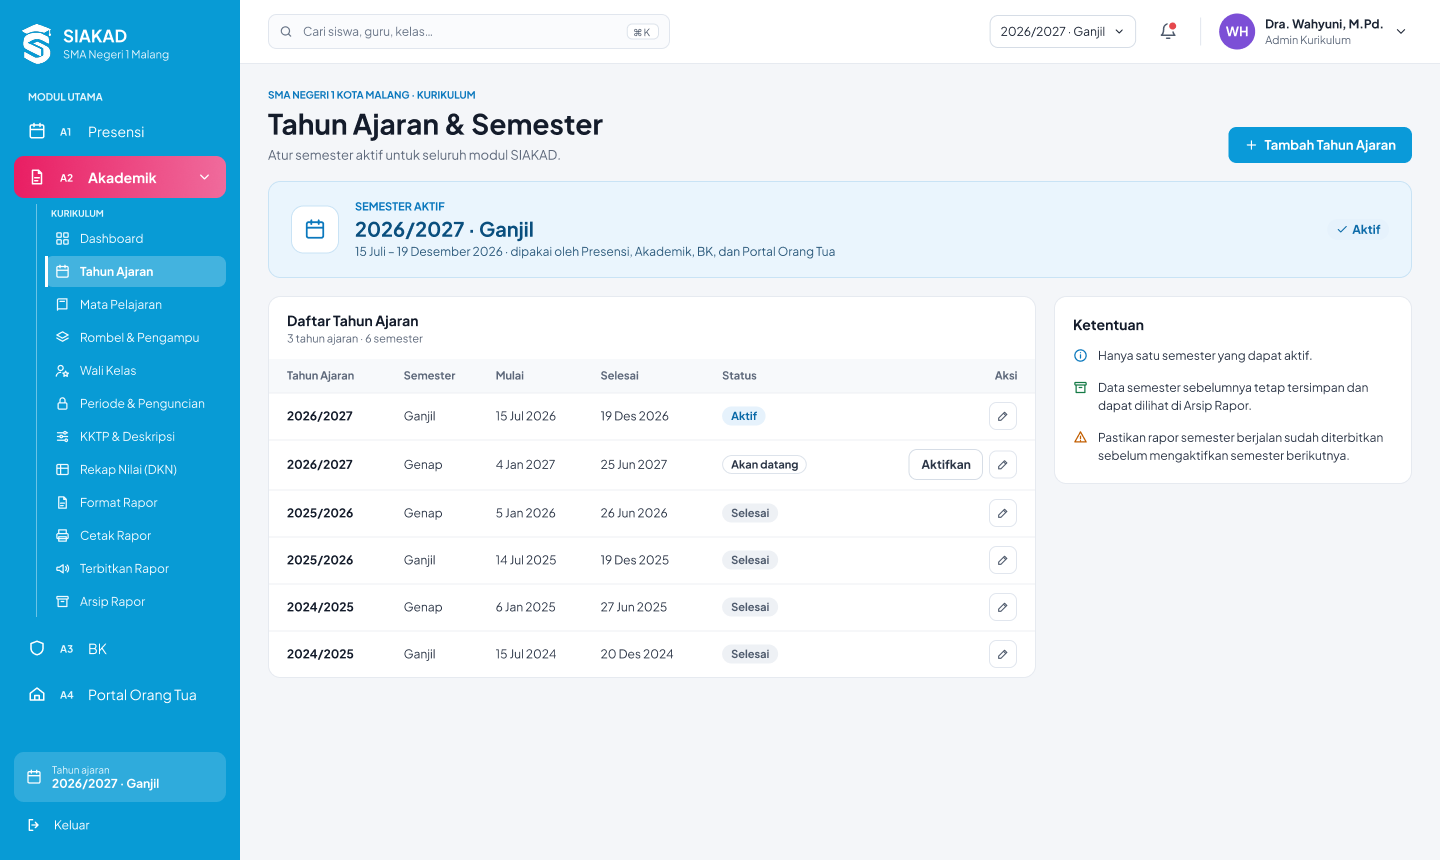 SIAKAD
SMA Negeri 1 Malang
MODUL UTAMA
A1 Presensi
A2 Akademik
KURIKULUM
Dashboard
Tahun Ajaran
Mata Pelajaran
Rombel & Pengampu
Wali Kelas
Periode & Penguncian
KKTP & Deskripsi
Rekap Nilai (DKN)
Format Rapor
Cetak Rapor
Terbitkan Rapor
Arsip Rapor
A3 BK
A4 Portal Orang Tua
Tahun ajaran
2026/2027 · Ganjil
Keluar
Cari siswa, guru, kelas...
⌘K
2026/2027 · Ganjil
WH
Dra. Wahyuni, M.Pd.
Admin Kurikulum
SMA NEGERI 1 KOTA MALANG · KURIKULUM
Tahun Ajaran & Semester
Atur semester aktif untuk seluruh modul SIAKAD.
+ Tambah Tahun Ajaran
SEMESTER AKTIF
2026/2027 · Ganjil
15 Juli – 19 Desember 2026 · dipakai oleh Presensi, Akademik, BK, dan Portal Orang Tua
Aktif
Daftar Tahun Ajaran
3 tahun ajaran · 6 semester
Tahun Ajaran Semester Mulai Selesai Status Aksi
2026/2027 Ganjil 15 Jul 2026 19 Des 2026 Aktif
2026/2027 Genap 4 Jan 2027 25 Jun 2027 Akan datang Aktifkan
2025/2026 Genap 5 Jan 2026 26 Jun 2026 Selesai
2025/2026 Ganjil 14 Jul 2025 19 Des 2025 Selesai
2024/2025 Genap 6 Jan 2025 27 Jun 2025 Selesai
2024/2025 Ganjil 15 Jul 2024 20 Des 2024 Selesai
Ketentuan
Hanya satu semester yang dapat aktif.
Data semester sebelumnya tetap tersimpan dan
dapat dilihat di Arsip Rapor.
Pastikan rapor semester berjalan sudah diterbitkan
sebelum mengaktifkan semester berikutnya.